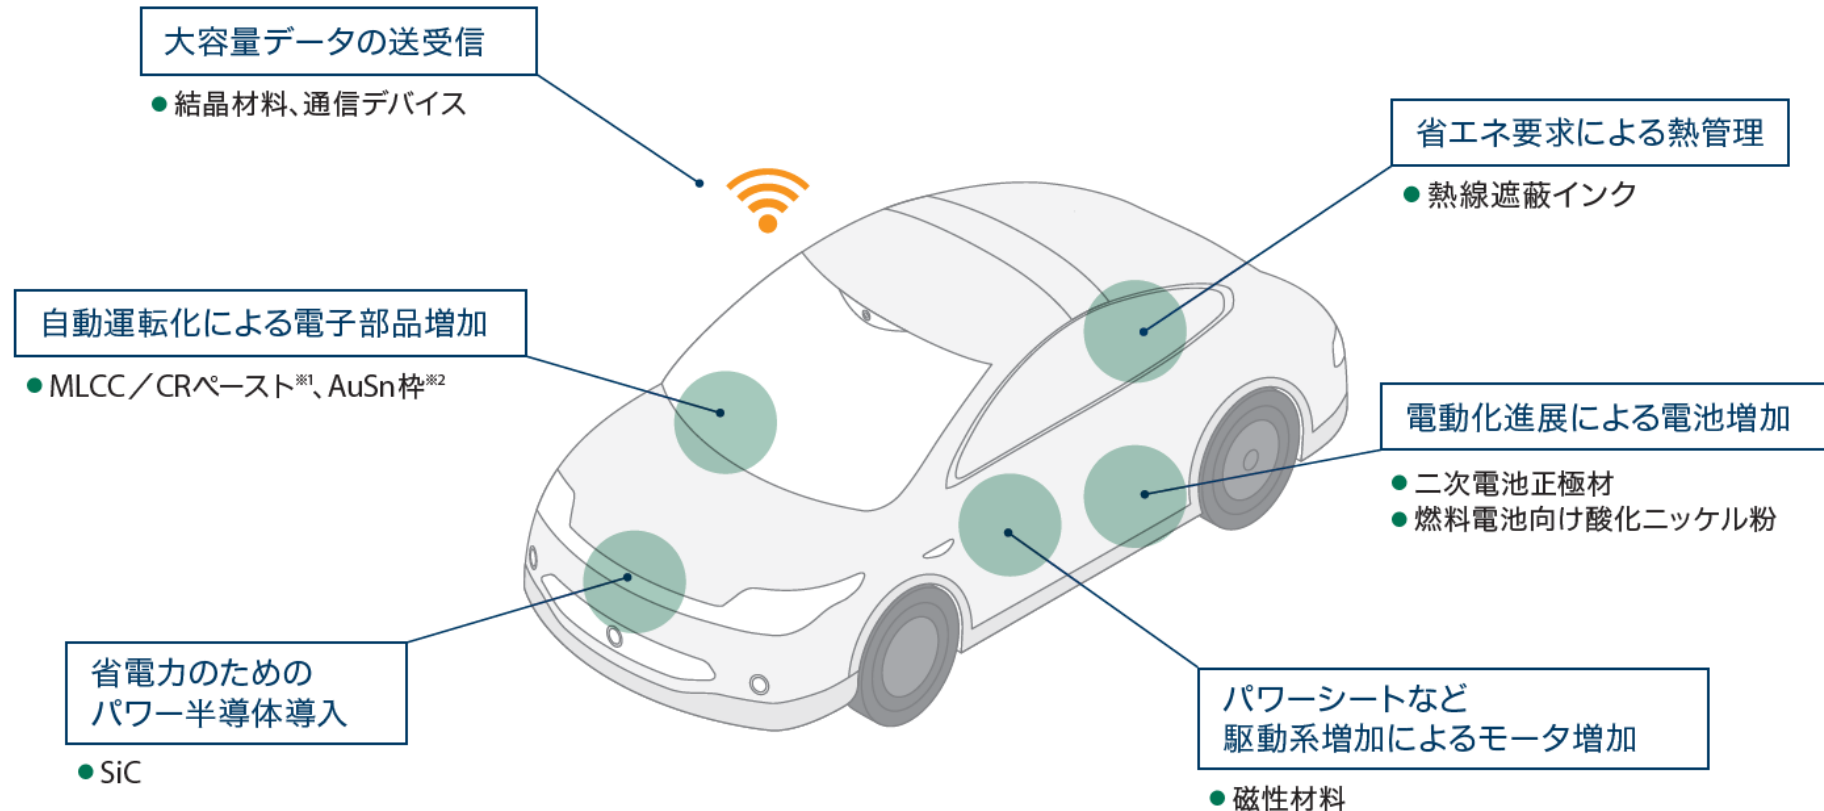 大容量データの送受信
● 結晶材料、通信デバイス
省エネ要求による熱管理
● 熱線遮蔽インク
自動運転化による電子部品増加
● MLCC／CRペースト※1、AuSn枠※2
電動化進展による電池増加
● 二次電池正極材
● 燃料電池向け酸化ニッケル粉
省電力のための
パワー半導体導入
● SiC
パワーシートなど
駆動系増加によるモータ増加
● 磁性材料